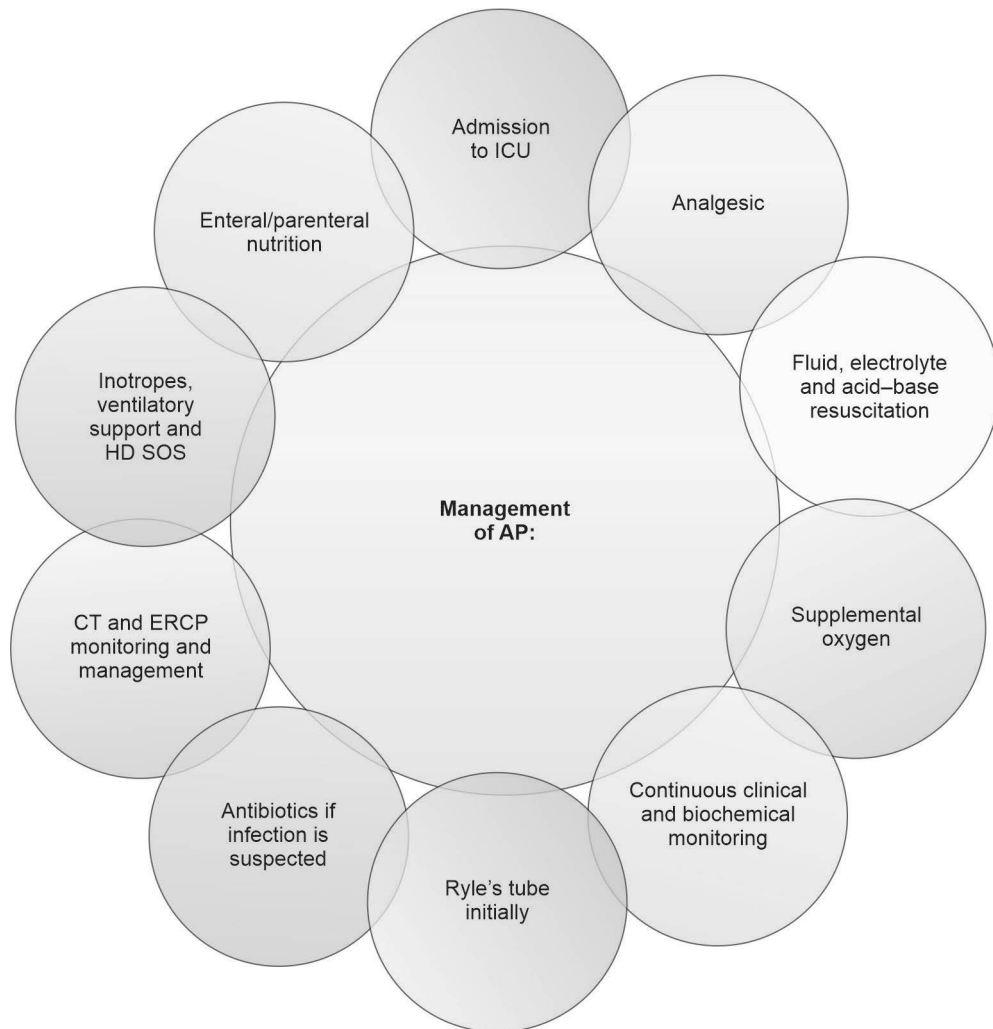 Management
of AP:
Admission
to ICU
Analgesic
Fluid, electrolyte
and acid–base
resuscitation
Supplemental
oxygen
Continuous clinical
and biochemical
monitoring
Ryle’s tube
initially
Antibiotics if
infection is
suspected
CT and ERCP
monitoring and
management
Inotropes,
ventilatory
support and
HD SOS
Enteral/parenteral
nutrition